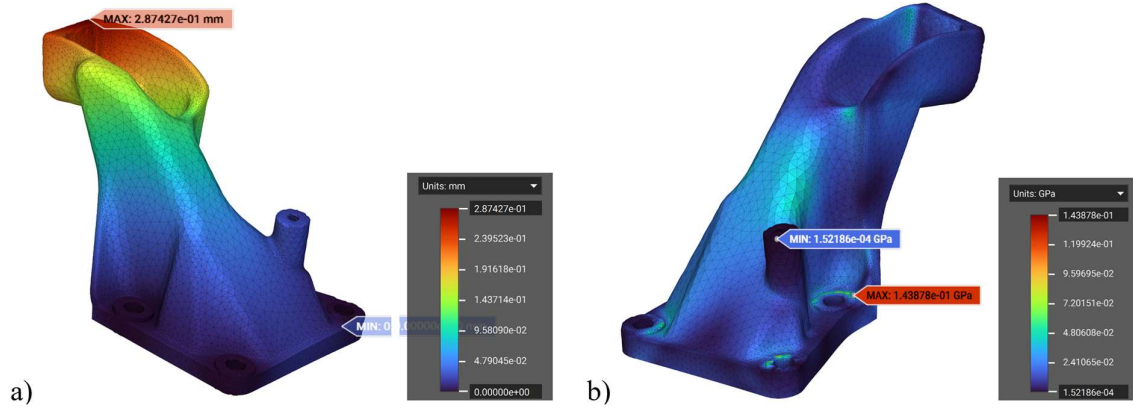 MAX: 2.87427e-01 mm
Units: mm
2.87427e-01
2.39523e-01
1.91618e-01
1.43714e-01
9.58090e-02
4.79045e-02
0.00000e+00
MIN: 0.00000e+00 mm
a)
Units: GPa
1.43878e-01
1.19924e-01
9.59695e-02
7.20151e-02
4.80608e-02
2.41065e-02
1.52186e-04
MIN: 1.52186e-04 GPa
MAX: 1.43878e-01 GPa
b)